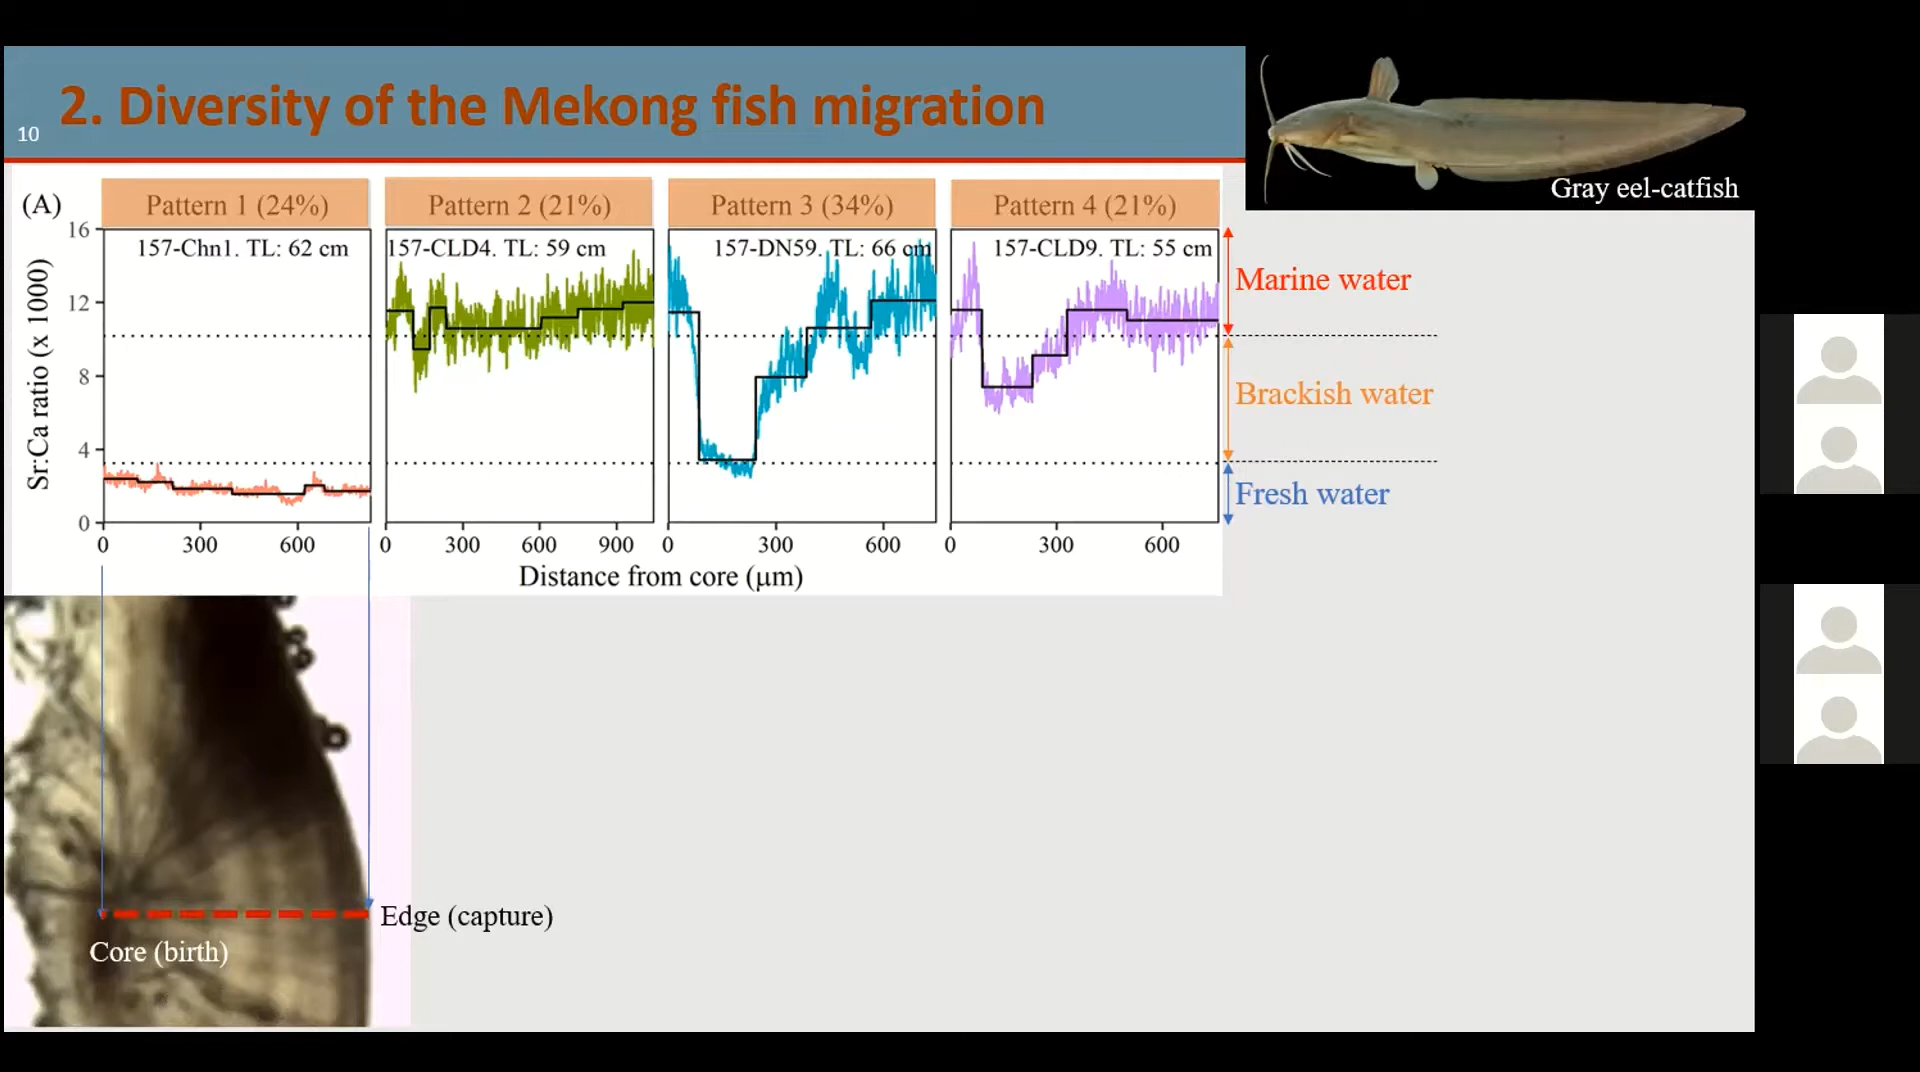 2. Diversity of the Mekong fish migration
10
Gray eel-catfish
(A)
Pattern 1 (24%)
Pattern 2 (21%)
Pattern 3 (34%)
Pattern 4 (21%)
157-Chn1. TL: 62 cm
157-CLD4. TL: 59 cm
157-DN59. TL: 66 cm
157-CLD9. TL: 55 cm
Sr:Ca ratio (x 1000)
16
12
8
4
0
Marine water
Brackish water
Fresh water
0 300 600
0 300 600 900
0 300 600
0 300 600
Distance from core (μm)
Edge (capture)
Core (birth)